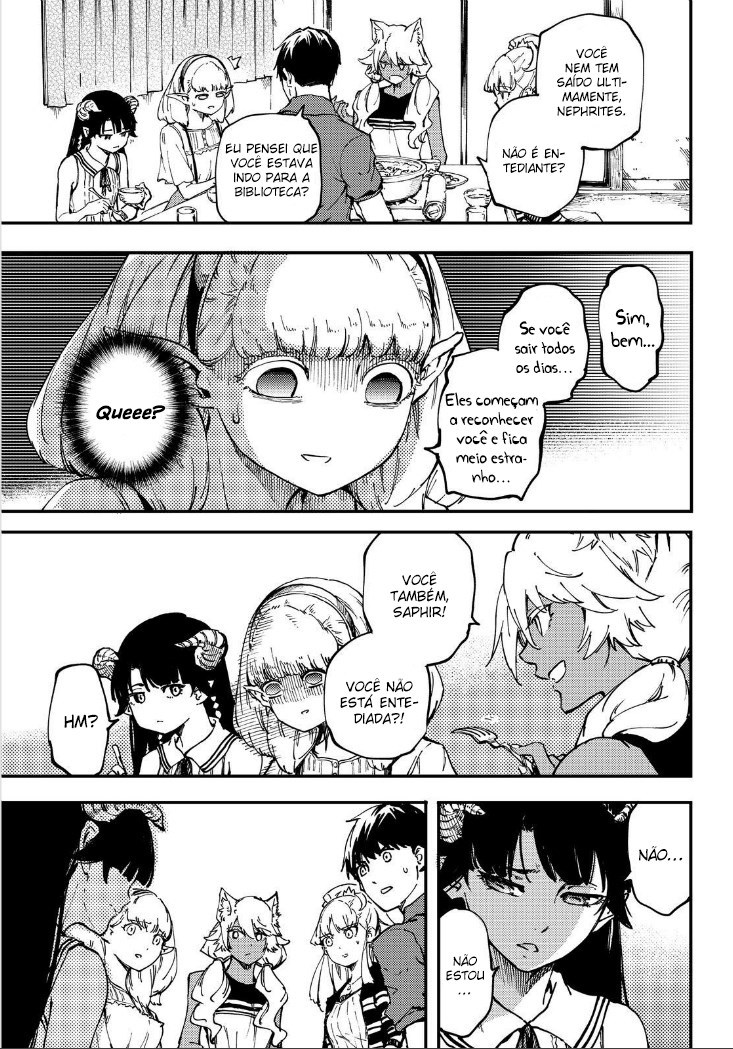 VOCÊ
NEM TEM
SAÍDO ULTI-
MAMENTE,
NEPHRITES.
NÃO É EN-
TEDIANTE?
EU PENSEI QUE
VOCÊ ESTAVA
INDO PARA A
BIBLIOTECA?
Sim,
bem...
Se você
sair todos
os dias...
Eles começam
a reconhecer
você e fica
meio estra-
nho...
Queee?
VOCÊ
TAMBÉM,
SAPHIR!
VOCÊ NÃO
ESTÁ ENTE-
DIADA?!
HM?
NÃO...
NÃO
ESTOU
...